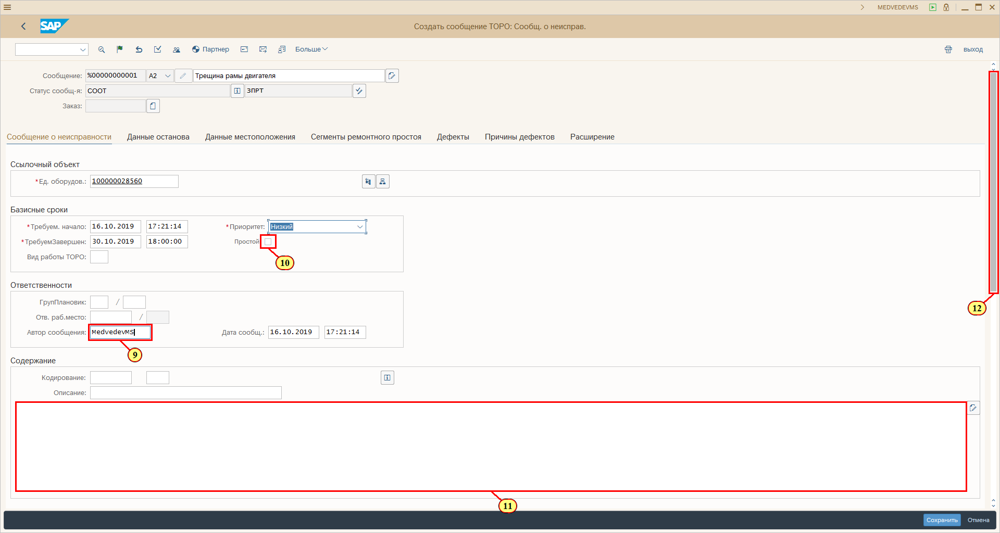 MEDVEDEVMS
SAP Создать сообщение ТОРО: Сообщ. о неисправ.
Партнер Больше выход
Сообщение: %00000000001 A2 Трещина рамы двигателя
Статус сообщ-я: СООТ ЗПРТ
Заказ:
Сообщение о неисправности Данные останова Данные местоположения Сегменты ремонтного простоя Дефекты Причины дефектов Расширение
Ссылочный объект
*Ед. оборудов.: 100000028560
Базисные сроки
*Требуем. начало: 16.10.2019 17:21:14 *Приоритет: Низкий
*ТребуемЗавершен: 30.10.2019 18:00:00 Простой
Вид работы ТОРО:
10
Ответственности
ГрупПлановик: /
12
Отв. раб.место: /
Автор сообщения: MedvedevMS Дата сообщ.: 16.10.2019 17:21:14
9
Содержание
Кодирование:
Описание:
11
Сохранить Отмена